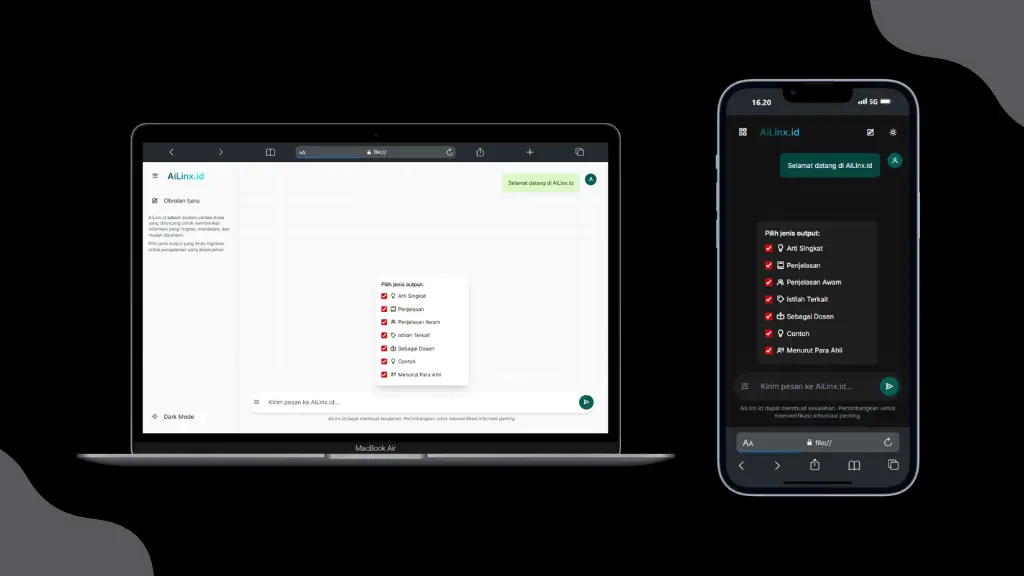 AA
file://
AiLinx.id
Obrolan baru
AiLinx.id adalah asisten cerdas Anda
yang dirancang untuk memberikan
informasi yang ringkas, mendalam, dan
mudah dipahami.
Pilih jenis output yang Anda inginkan
untuk pengalaman yang disesuaikan.
Dark Mode
Selamat datang di AiLinx.id
A
Pilih jenis output:
Arti Singkat
Penjelasan
Penjelasan Awam
Istilah Terkait
Sebagai Dosen
Contoh
Menurut Para Ahli
Kirim pesan ke AiLinx.id...
AiLinx.id dapat membuat kesalahan. Pertimbangkan untuk memverifikasi informasi penting.
MacBook Air
16.20
5G
AiLinx.id
Selamat datang di AiLinx.id
Pilih jenis output:
Arti Singkat
Penjelasan
Penjelasan Awam
Istilah Terkait
Sebagai Dosen
Contoh
Menurut Para Ahli
Kirim pesan ke AiLinx.id...
AiLinx.id dapat membuat kesalahan. Pertimbangkan untuk
memverifikasi informasi penting.
AA
file://